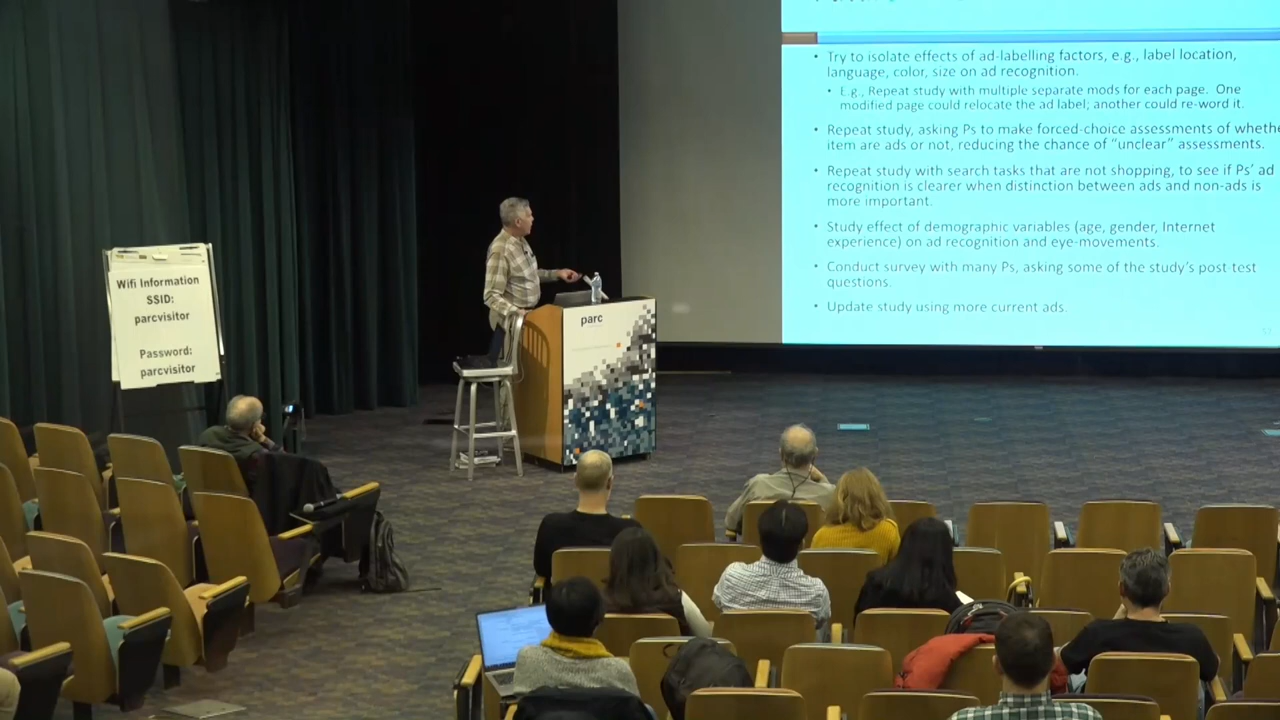 • Try to isolate effects of ad-labelling factors, e.g., label location,
language, color, size on ad recognition.
• E.g., Repeat study with multiple separate mods for each page. One
modified page could relocate the ad label; another could re-word it.
• Repeat study, asking Ps to make forced-choice assessments of whethe
item are ads or not, reducing the chance of "unclear" assessments.
• Repeat study with search tasks that are not shopping, to see if Ps' ad
recognition is clearer when distinction between ads and non-ads is
more important.
• Study effect of demographic variables (age, gender, Internet
experience) on ad recognition and eye-movements.
• Conduct survey with many Ps, asking some of the study's post test
questions.
• Update study using more current ads.
Wifi Information
SSID:
parcvisitor
Password:
parcvisitor
parc